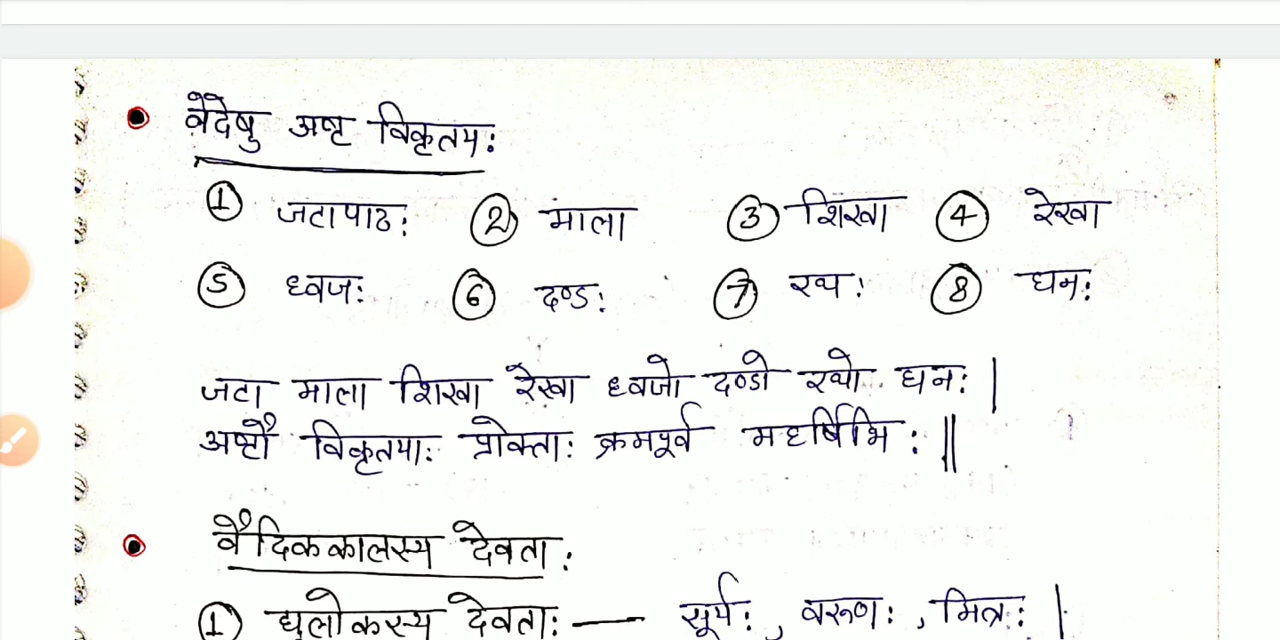 वेदेषु अष्ट विकृतयः
① जटापाठः ② माला ③ शिखा ④ रेखा
⑤ ध्वजः ⑥ दण्डः ⑦ रथः ⑧ घनः
जटा माला शिखा रेखा ध्वजो दण्डो रथो घनः |
अष्टौ विकृतयाः प्रोक्ताः क्रमपूर्व महर्षिभिः ||
वैदिककालस्य देवताः
① द्युलोकस्य देवताः — सूर्यः, वरूणः, मित्रः |